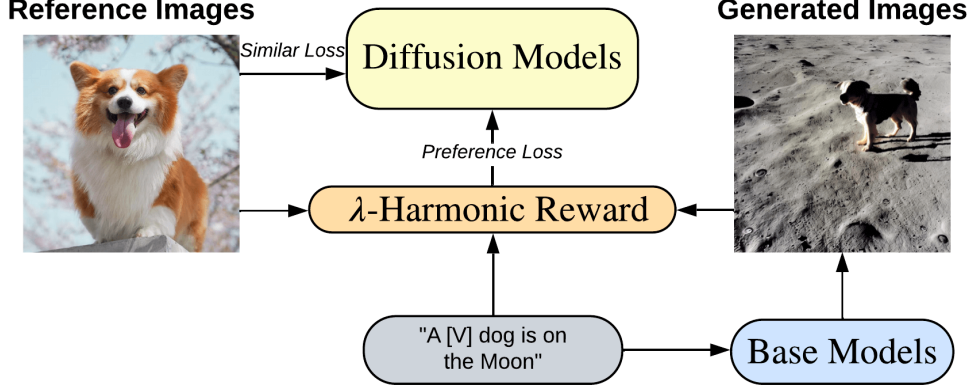 Reference Images
Generated Images
Similar Loss
Diffusion Models
Preference Loss
λ-Harmonic Reward
"A [V] dog is on
the Moon"
Base Models